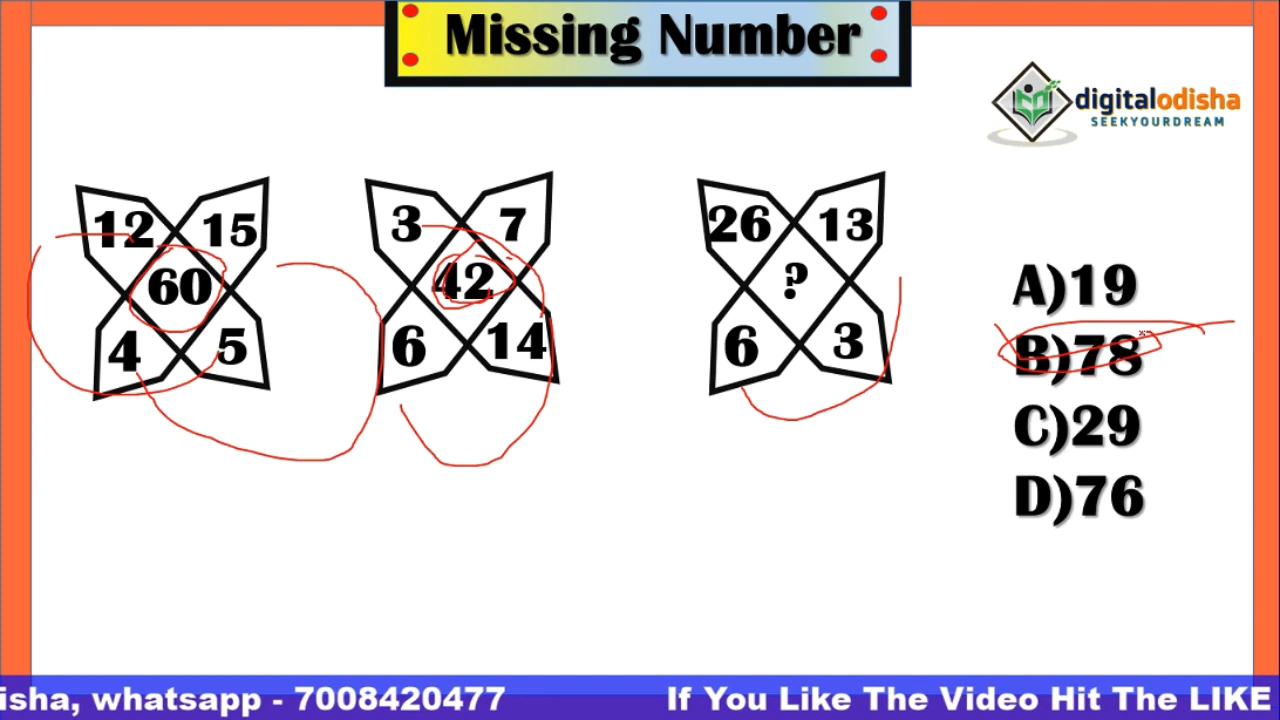 Missing Number
digitalodisha
SEEKYOURDREAM
12 15
60
4 5
3 7
42
6 14
26 13
?
6 3
A)19
B)78
C)29
D)76
isha, whatsapp - 7008420477 If You Like The Video Hit The LIKE